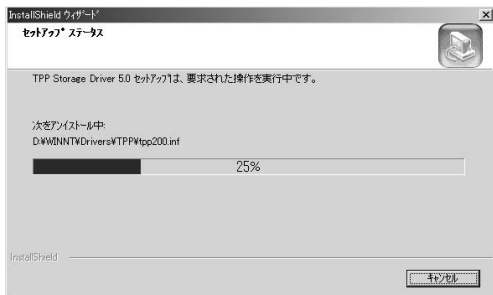 InstallShield ウィザード
セットアップ ステータス
TPP Storage Driver 5.0 セットアップは、要求された操作を実行中です。
次をアンインストール中:
D:¥WINNT¥Drivers¥TPP¥tpp200.inf
25%
InstallShield
キャンセル